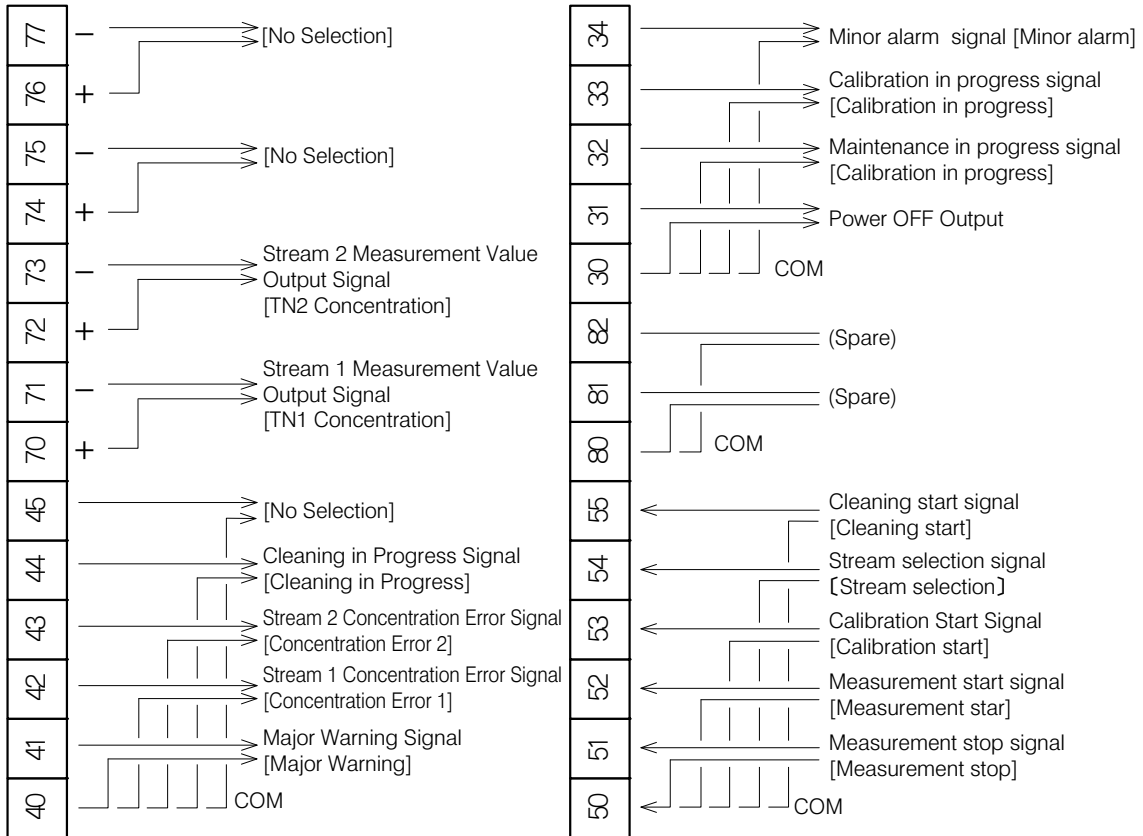 77
−
[No Selection]
76
+
75
−
[No Selection]
74
+
73
−
Stream 2 Measurement Value
Output Signal
[TN2 Concentration]
72
+
71
−
Stream 1 Measurement Value
Output Signal
[TN1 Concentration]
70
+
45
[No Selection]
44
Cleaning in Progress Signal
[Cleaning in Progress]
43
Stream 2 Concentration Error Signal
[Concentration Error 2]
42
Stream 1 Concentration Error Signal
[Concentration Error 1]
41
Major Warning Signal
[Major Warning]
40
COM
34
Minor alarm signal [Minor alarm]
33
Calibration in progress signal
[Calibration in progress]
32
Maintenance in progress signal
[Calibration in progress]
31
Power OFF Output
30
COM
82
(Spare)
81
(Spare)
80
COM
55
Cleaning start signal
[Cleaning start]
54
Stream selection signal
〔Stream selection〕
53
Calibration Start Signal
[Calibration start]
52
Measurement start signal
[Measurement star]
51
Measurement stop signal
[Measurement stop]
50
COM